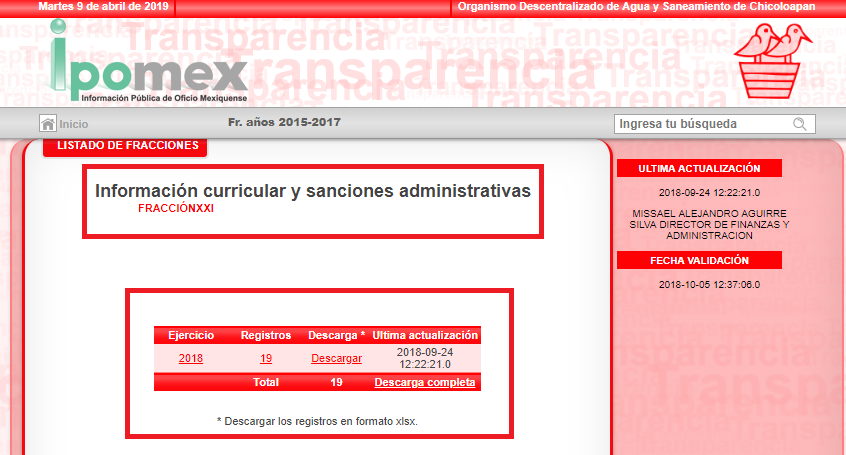 Martes 9 de abril de 2019
Organismo Descentralizado de Agua y Saneamiento de Chicoloapan
Transparencia
Transparencia
Transparencia
ipomex
Información Pública de Oficio Mexiquense
Inicio
Fr. años 2015-2017
Ingresa tu búsqueda
LISTADO DE FRACCIONES
Información curricular y sanciones administrativas
FRACCIÓNXXI
ULTIMA ACTUALIZACIÓN
2018-09-24 12:22:21.0
MISSAEL ALEJANDRO AGUIRRE
SILVA DIRECTOR DE FINANZAS Y
ADMINISTRACION
FECHA VALIDACIÓN
2018-10-05 12:37:06.0
Ejercicio Registros Descarga * Ultima actualización
2018 19 Descargar 2018-09-24
12:22:21.0
Total 19 Descarga completa
* Descargar los registros en formato xlsx.